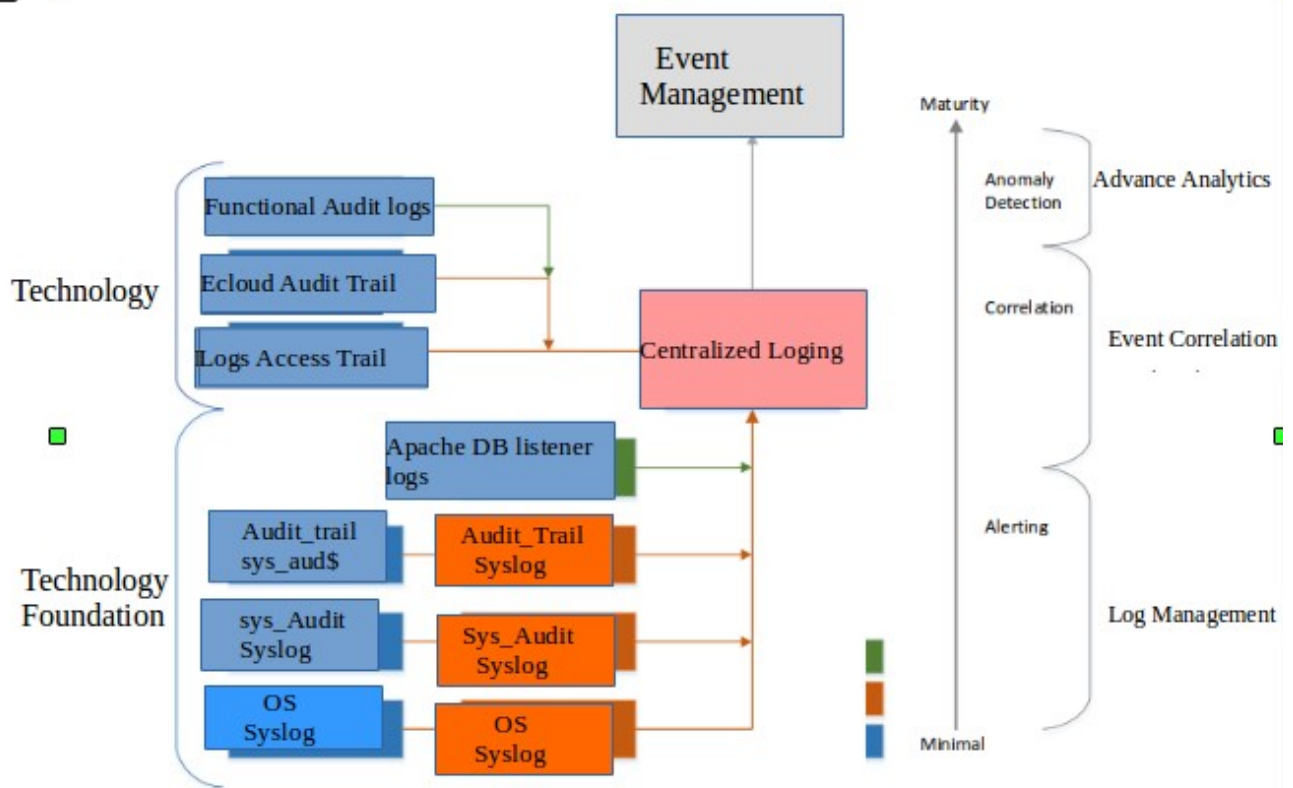 Event
Management
Maturity
Functional Audit logs
Anomaly
Detection
Advance Analytics
Ecloud Audit Trail
Technology
Correlation
Logs Access Trail
Centralized Loging
Event Correlation
Apache DB listener
logs
Audit_trail
sys_aud$
Audit_Trail
Syslog
Alerting
Technology
Foundation
sys_Audit
Syslog
Sys_Audit
Syslog
Log Management
OS
Syslog
OS
Syslog
Minimal